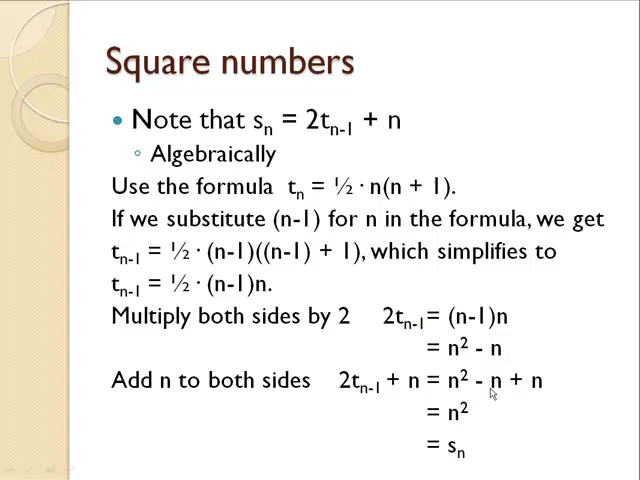 Square numbers
• Note that sₙ = 2tₙ₋₁ + n
◦ Algebraically
Use the formula tₙ = ½ · n(n + 1).
If we substitute (n-1) for n in the formula, we get
tₙ₋₁ = ½ · (n-1)((n-1) + 1), which simplifies to
tₙ₋₁ = ½ · (n-1)n.
Multiply both sides by 2 2tₙ₋₁= (n-1)n
= n² - n
Add n to both sides 2tₙ₋₁ + n = n² - n + n
= n²
= sₙ